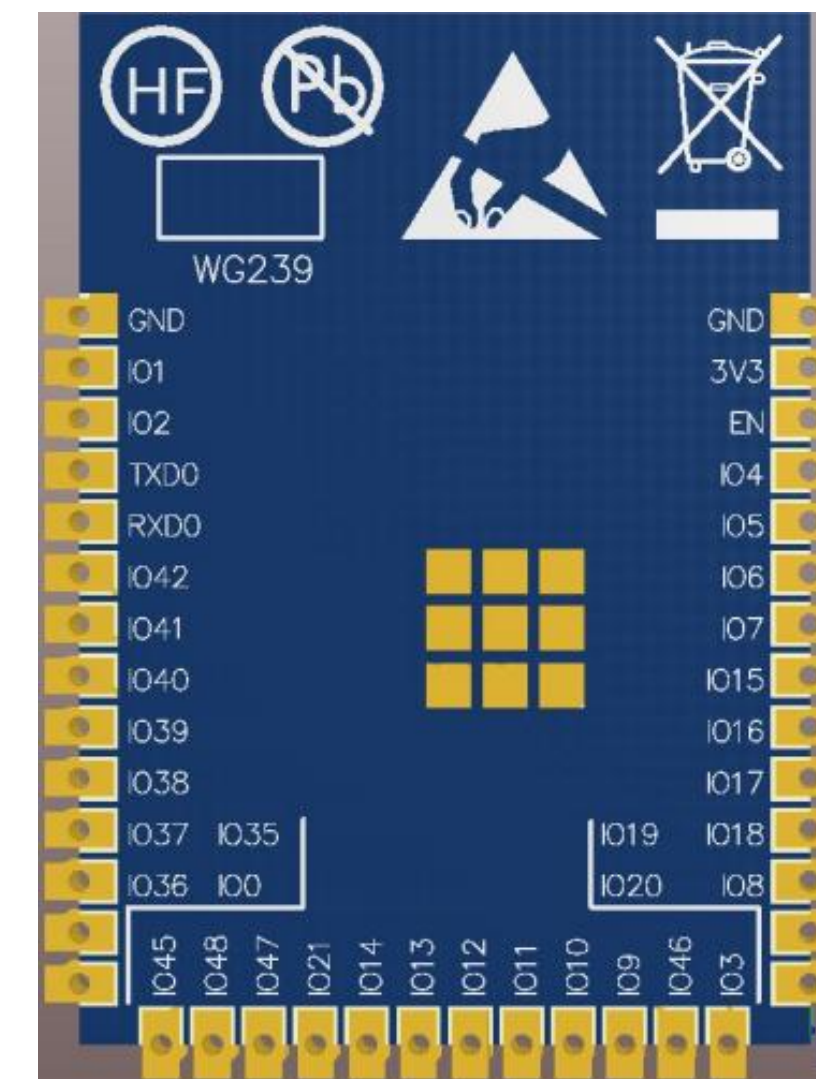 HF Pb
WG239
GND GND
IO1 3V3
IO2 EN
TXD0 IO4
RXD0 IO5
IO42 IO6
IO41 IO7
IO40 IO15
IO39 IO16
IO38 IO17
IO37 IO35 IO19 IO18
IO36 IO0 IO20 IO8
IO45 IO48 IO47 IO21 IO14 IO13 IO12 IO11 IO10 IO9 IO46 IO3